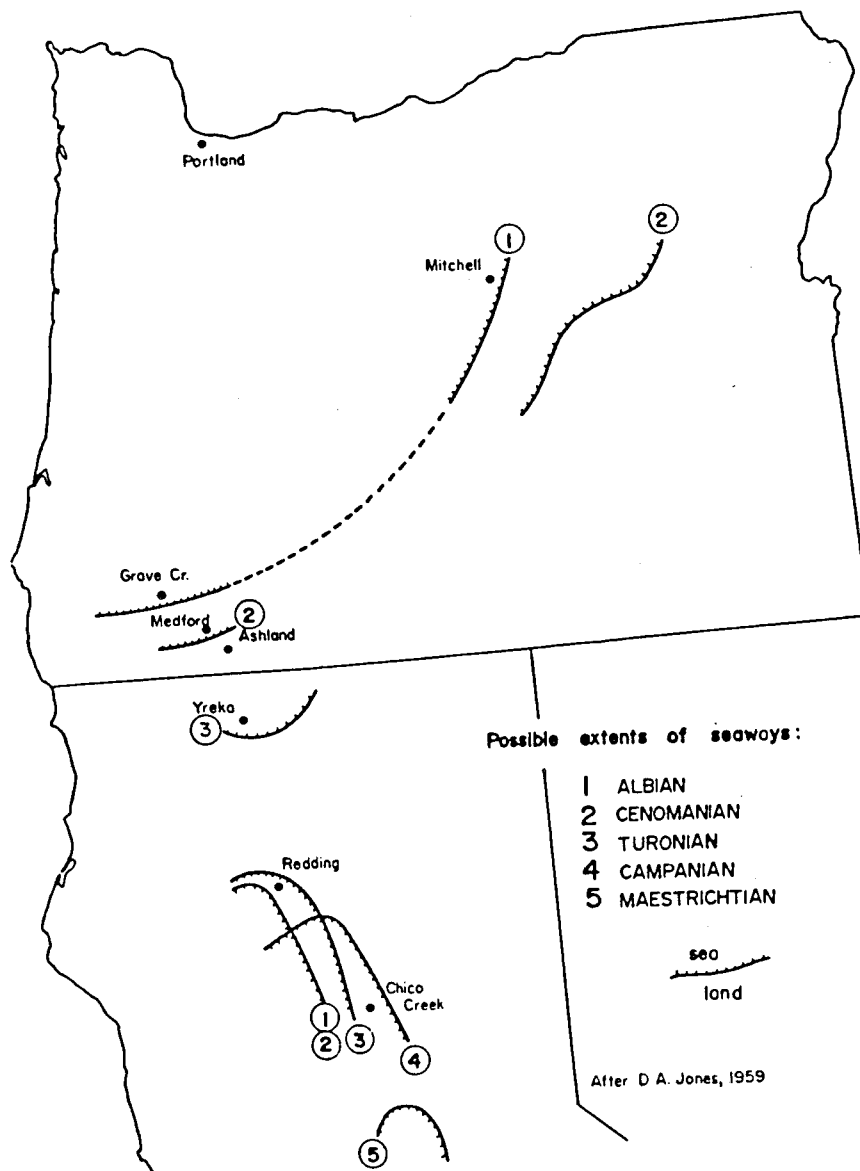 Portland
2
1
Mitchell
Grave Cr.
Medford
2
Ashland
Yreka
3
Possible extents of seaways:
1 ALBIAN
2 CENOMANIAN
3 TURONIAN
4 CAMPANIAN
5 MAESTRICHTIAN
Redding
sea
land
Chico
Creek
1
2
3
4
After D A. Jones, 1959
5